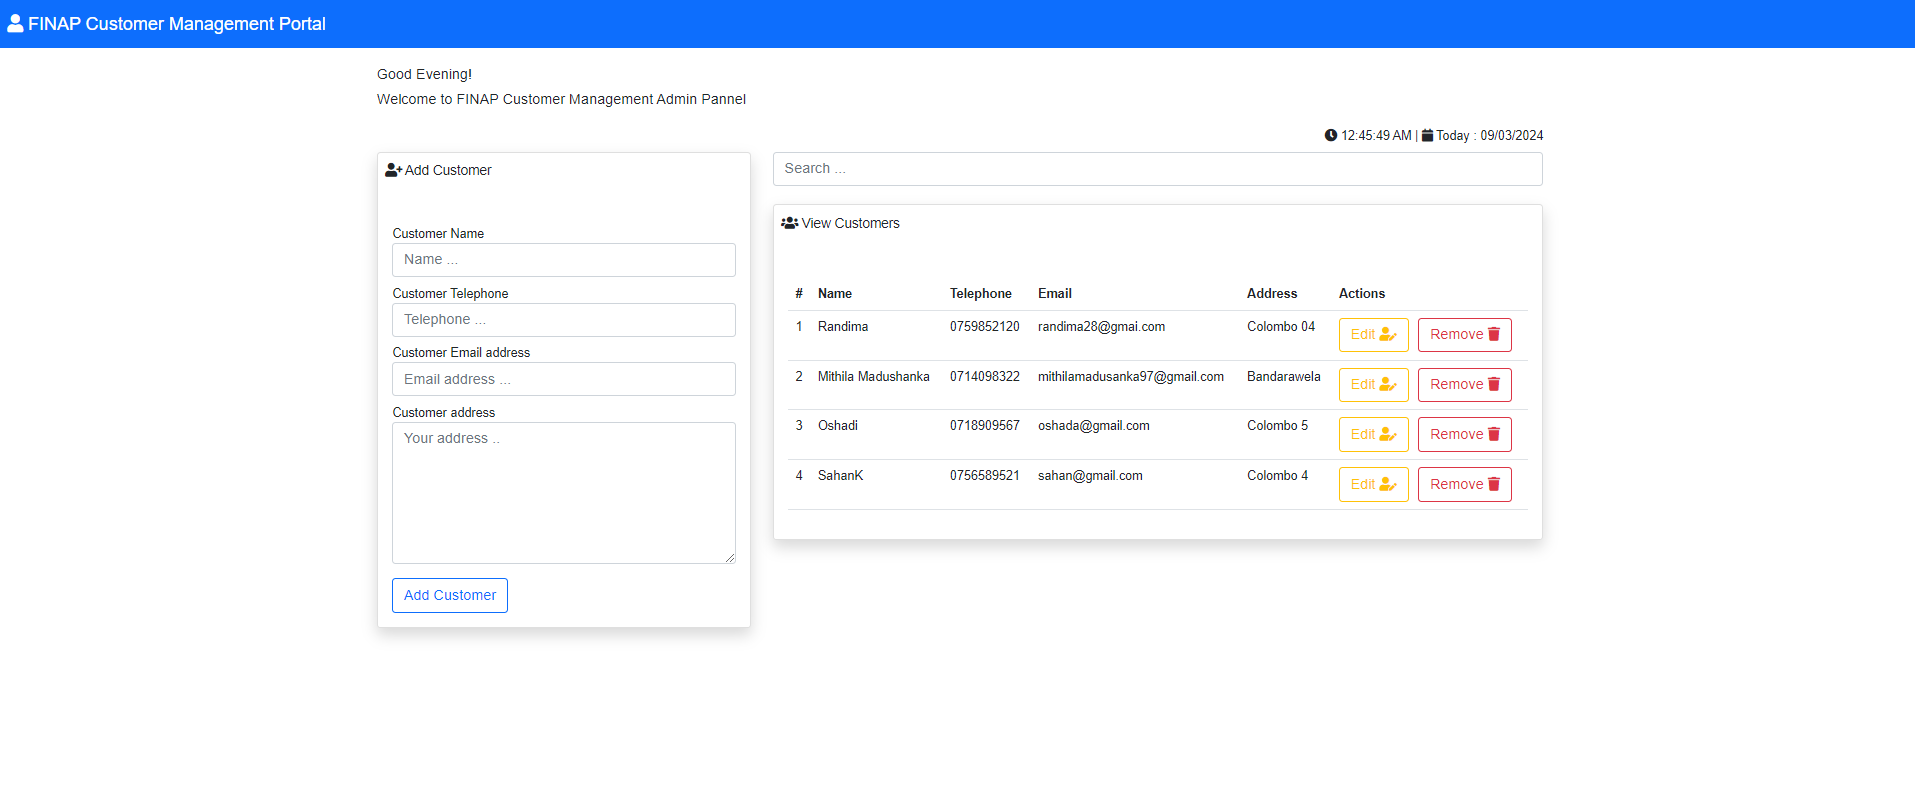 FINAP Customer Management Portal
Good Evening!
Welcome to FINAP Customer Management Admin Pannel
12:45:49 AM | Today : 09/03/2024
Add Customer
Customer Name
Name ...
Customer Telephone
Telephone ...
Customer Email address
Email address ...
Customer address
Your address ..
Add Customer
Search ...
View Customers
# Name Telephone Email Address Actions
1 Randima 0759852120 randima28@gmai.com Colombo 04 Edit Remove
2 Mithila Madushanka 0714098322 mithilamadusanka97@gmail.com Bandarawela Edit Remove
3 Oshadi 0718909567 oshada@gmail.com Colombo 5 Edit Remove
4 SahanK 0756589521 sahan@gmail.com Colombo 4 Edit Remove